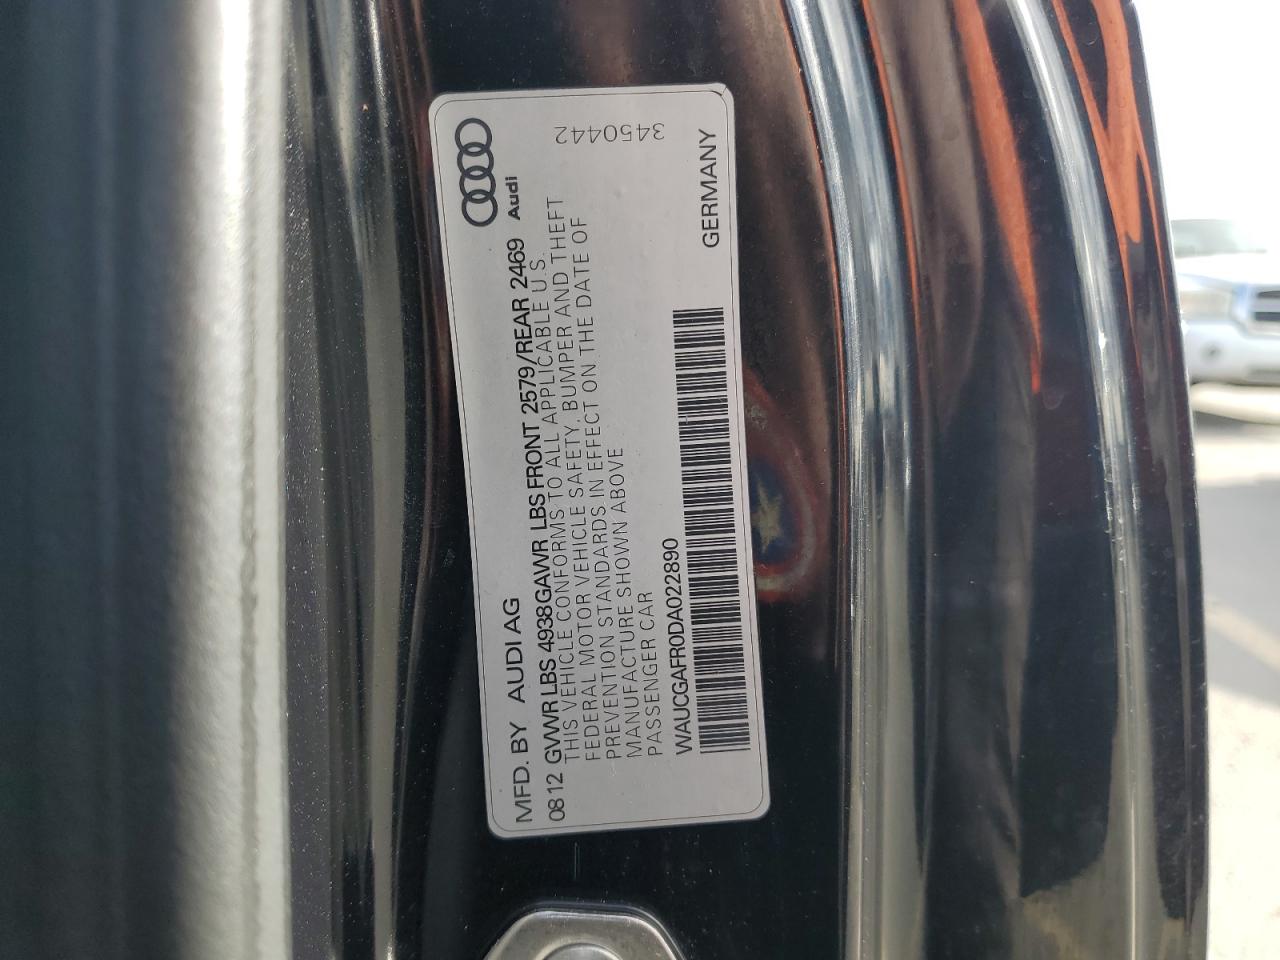 MFD. BY AUDI AG
Audi
08 12 GVWR LBS 4938 GAWR LBS FRONT 2579/REAR 2469
THIS VEHICLE CONFORMS TO ALL APPLICABLE U.S.
FEDERAL MOTOR VEHICLE SAFETY, BUMPER AND THEFT
PREVENTION STANDARDS IN EFFECT ON THE DATE OF
MANUFACTURE SHOWN ABOVE
PASSENGER CAR
3450442
WAUCGAFR0DA022890
GERMANY